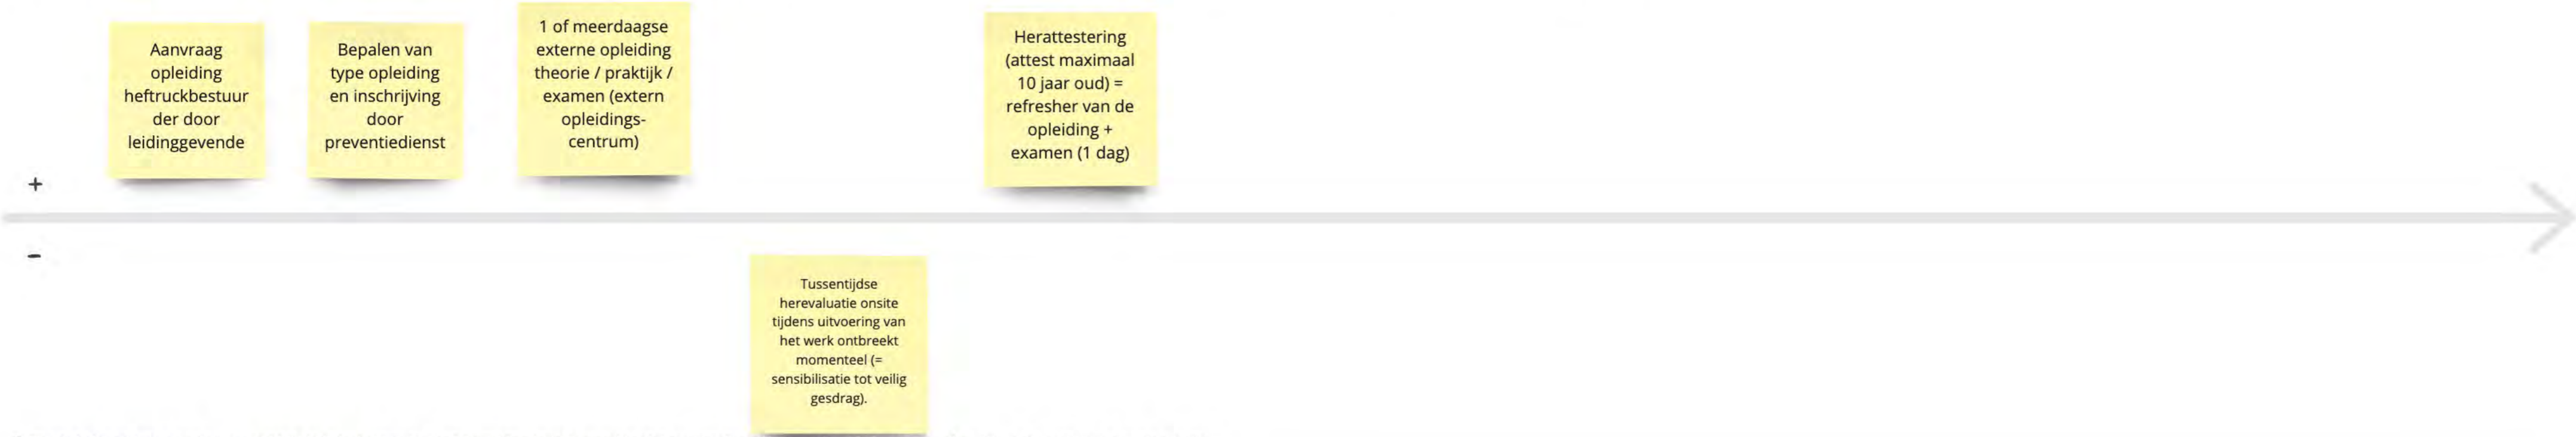 Aanvraag
opleiding
heftruckbestuur
der door
leidinggevende
Bepalen van
type opleiding
en inschrijving
door
preventiedienst
1 of meerdaagse
externe opleiding
theorie / praktijk /
examen (extern
opleidings-
centrum)
Herattestering
(attest maximaal
10 jaar oud) =
refresher van de
opleiding +
examen (1 dag)
+
-
Tussentijdse
herevaluatie onsite
tijdens uitvoering van
het werk ontbreekt
momenteel (=
sensibilisatie tot veilig
gesdrag).